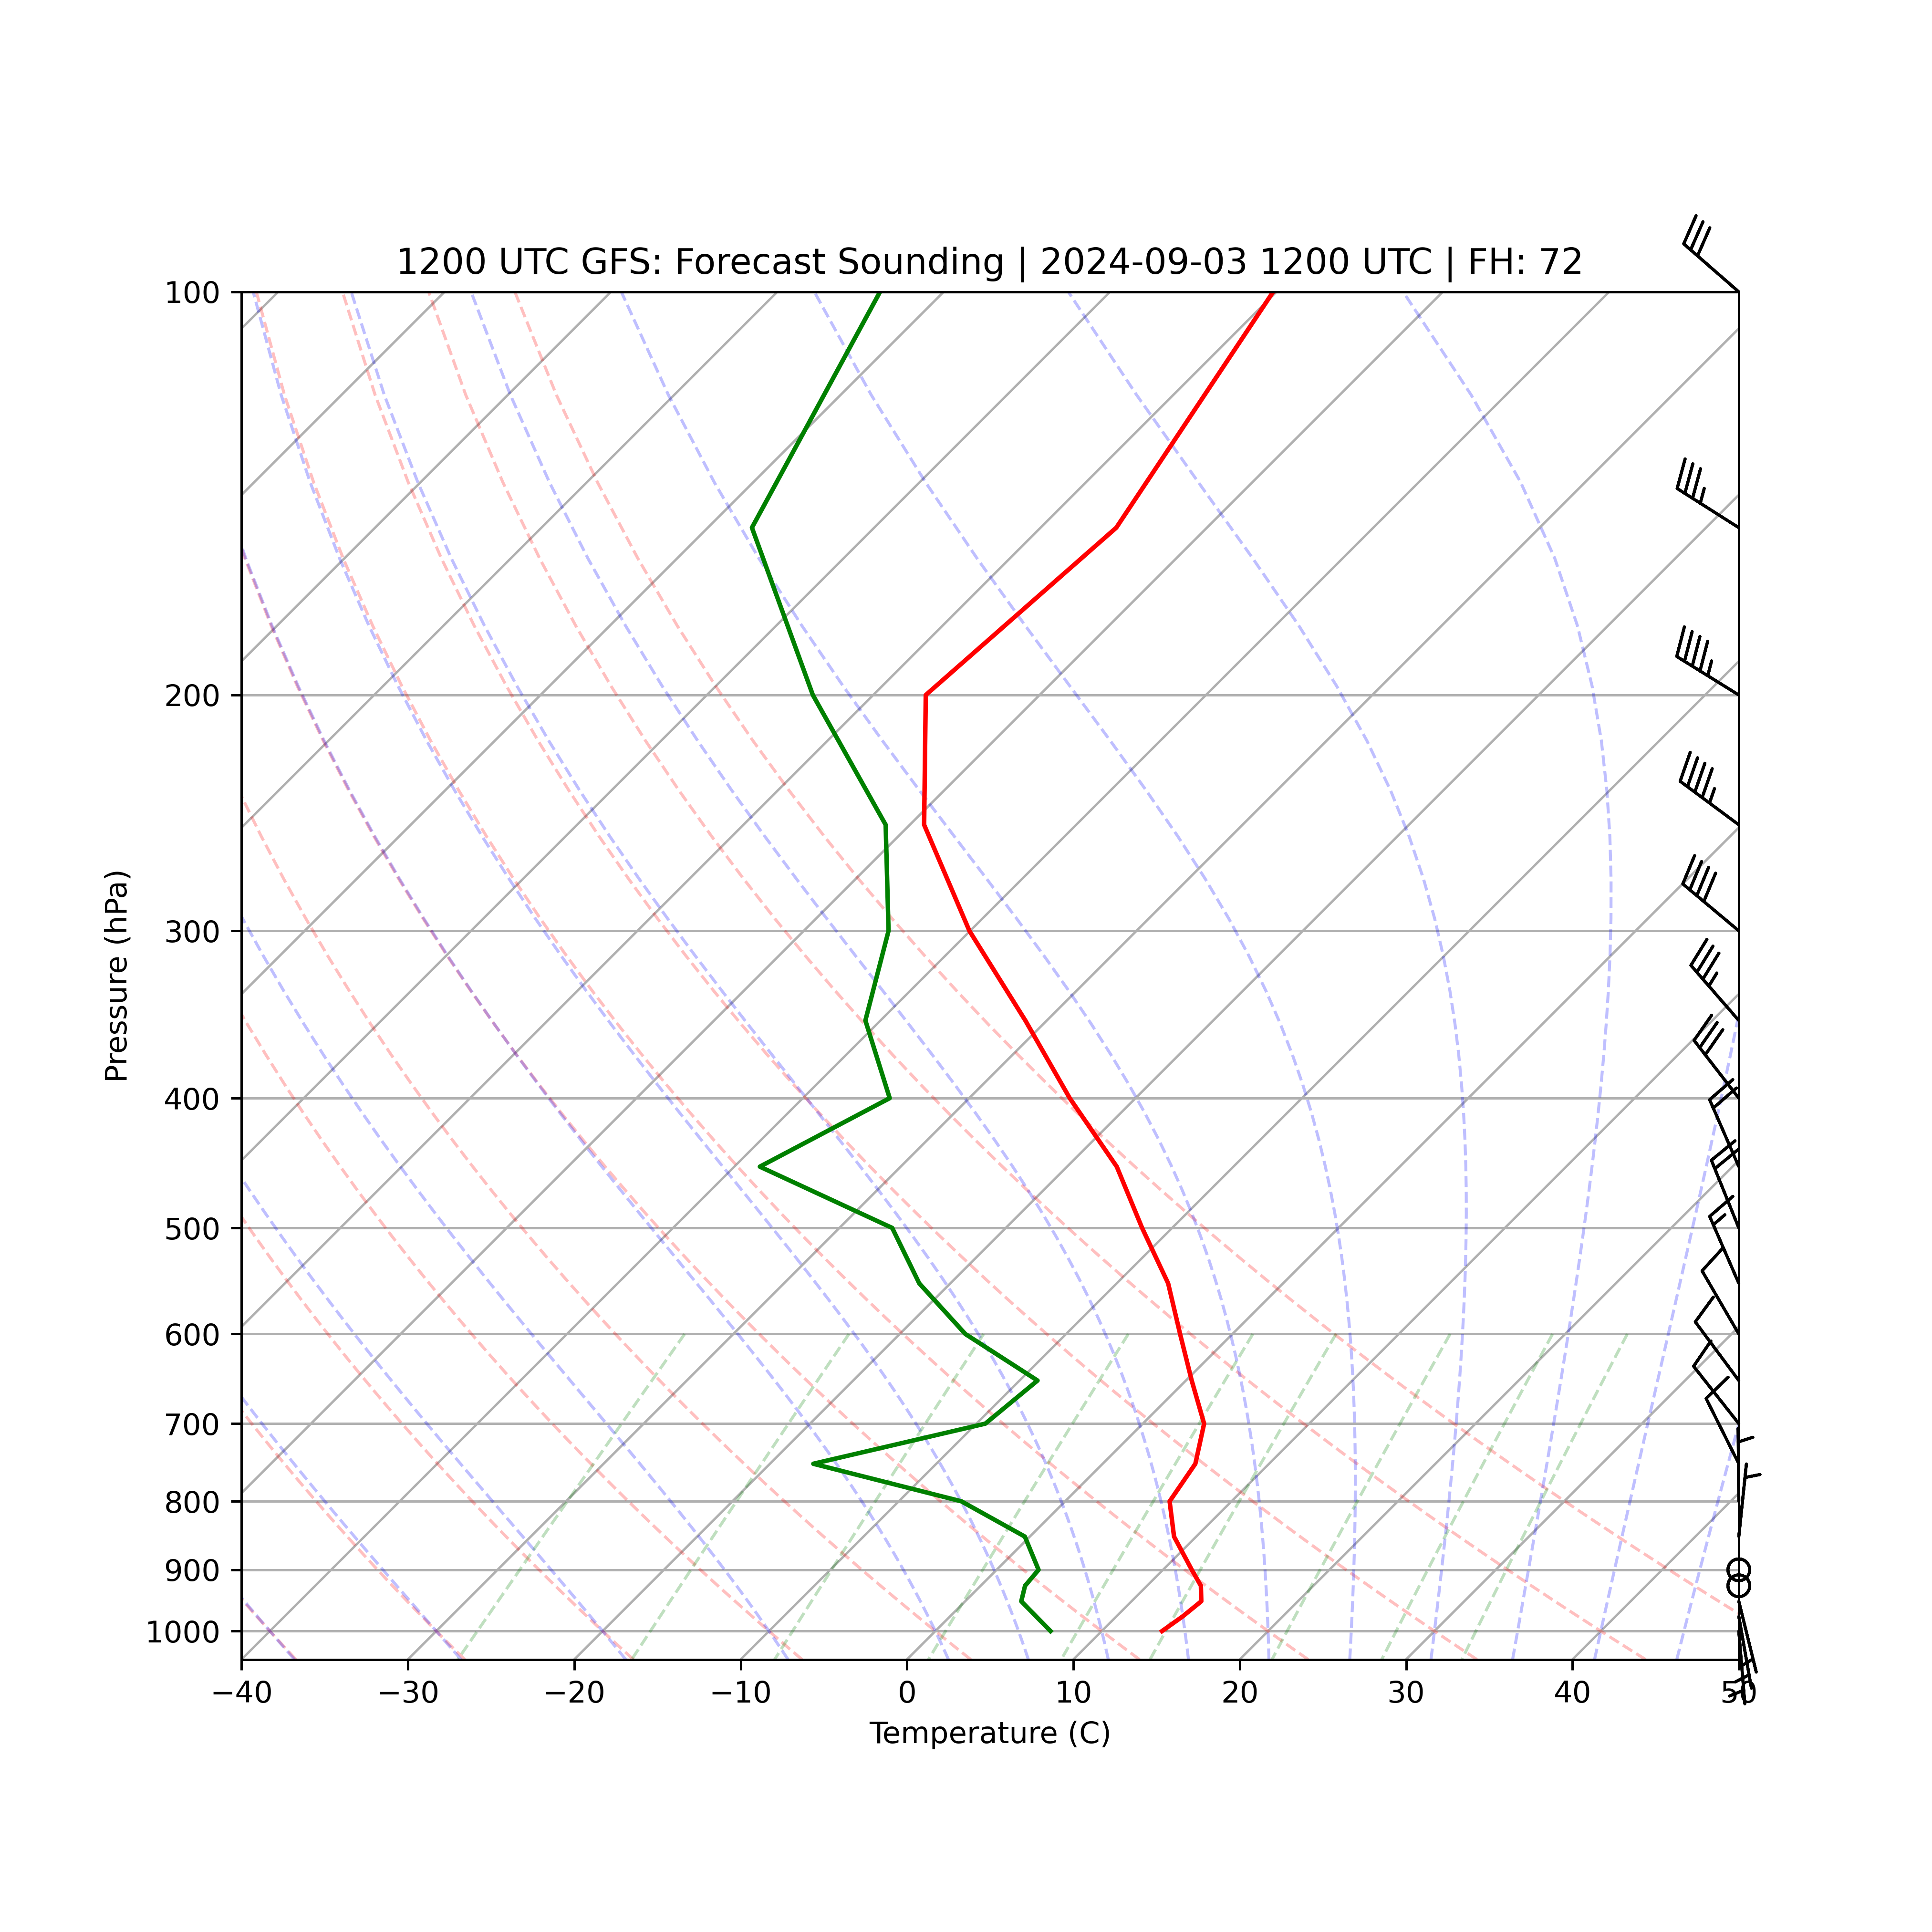 1200 UTC GFS: Forecast Sounding | 2024-09-03 1200 UTC | FH: 72
100
200
300
400
500
600
700
800
900
1000
Pressure (hPa)
−40 −30 −20 −10 0 10 20 30 40 50
Temperature (C)